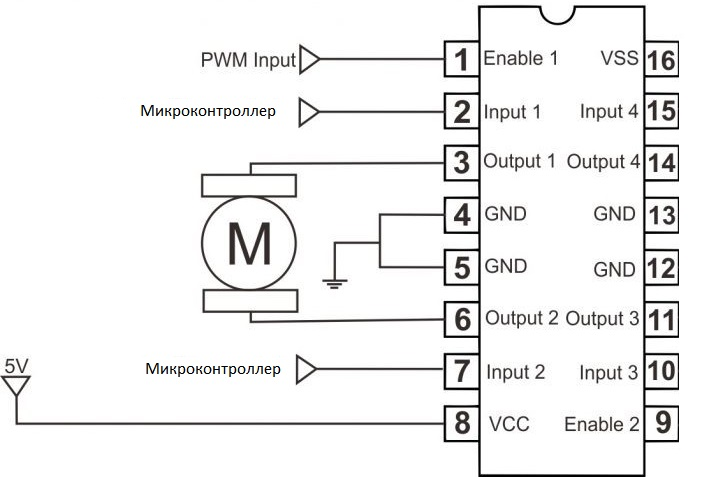 PWM Input 1 Enable 1 VSS 16
Микроконтроллер 2 Input 1 Input 4 15
3 Output 1 Output 4 14
4 GND GND 13
M
5 GND GND 12
6 Output 2 Output 3 11
Микроконтроллер 7 Input 2 Input 3 10
5V
8 VCC Enable 2 9